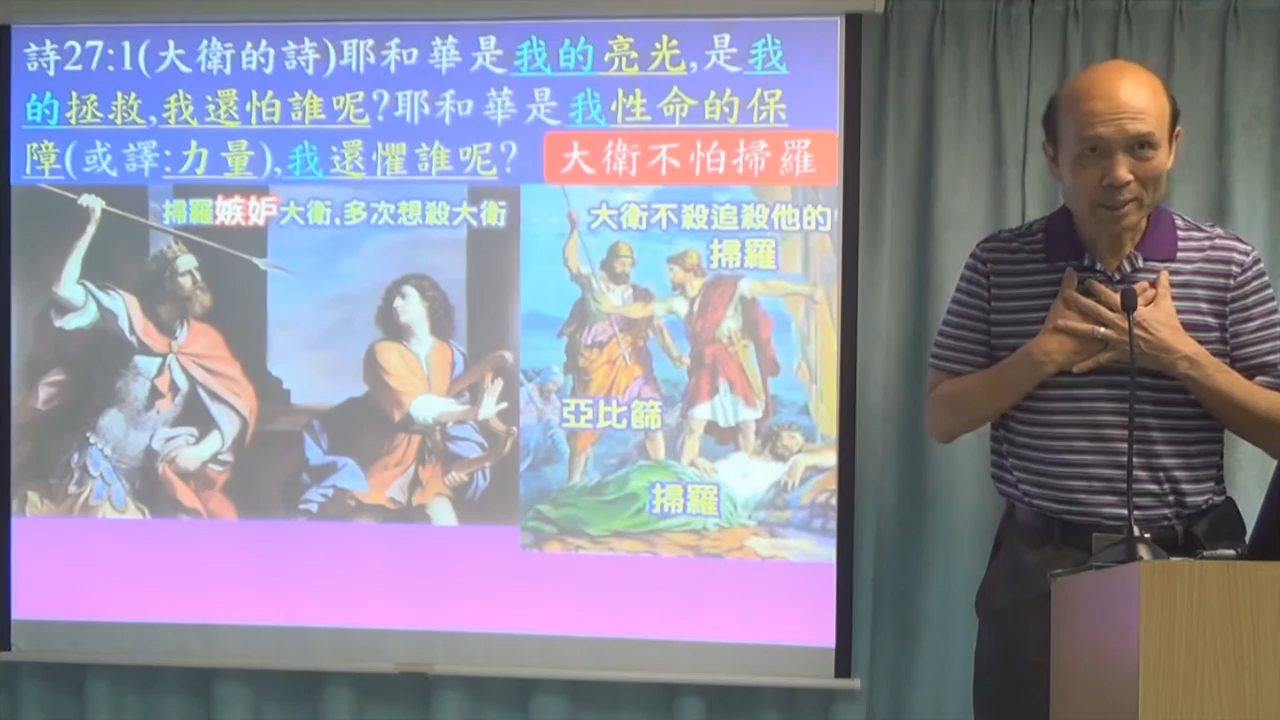 詩27:1(大衛的詩)耶和華是我的亮光,是我
的拯救,我還怕誰呢?耶和華是我性命的保
障(或譯:力量),我還懼誰呢?
大衛不怕掃羅
掃羅嫉妒大衛,多次想殺大衛
大衛不殺追殺他的
掃羅
亞比篩
掃羅